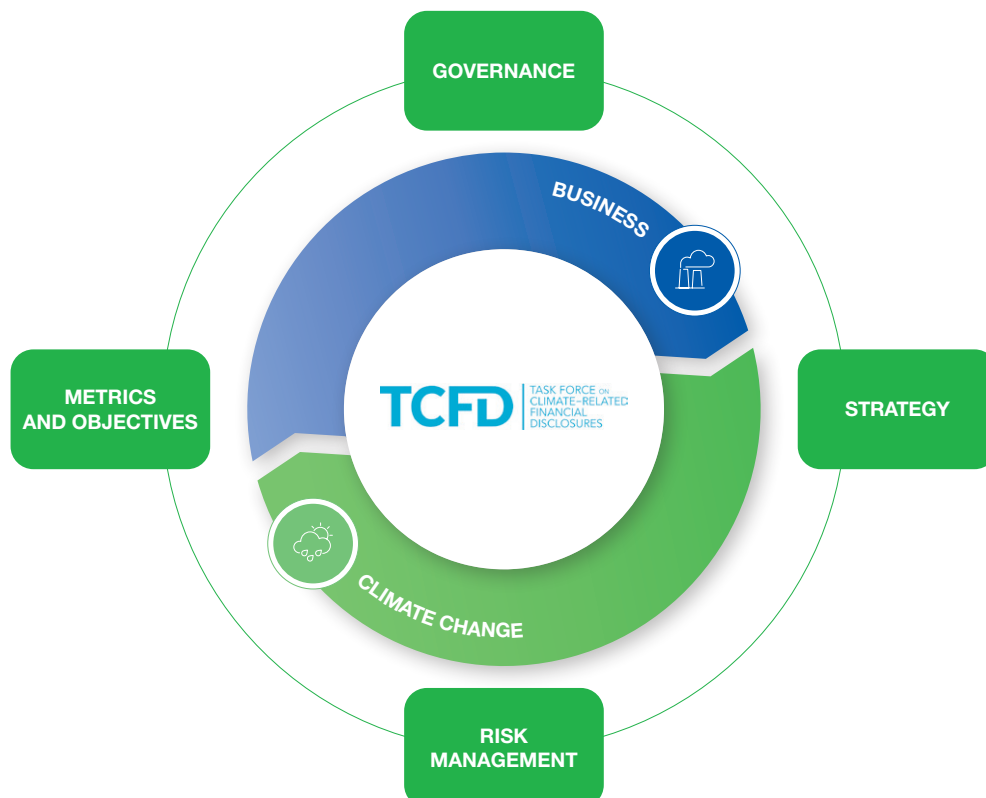 GOVERNANCE
BUSINESS
METRICS
AND OBJECTIVES
TCFD
TASK FORCE ON
CLIMATE-RELATED
FINANCIAL
DISCLOSURES
STRATEGY
CLIMATE CHANGE
RISK
MANAGEMENT